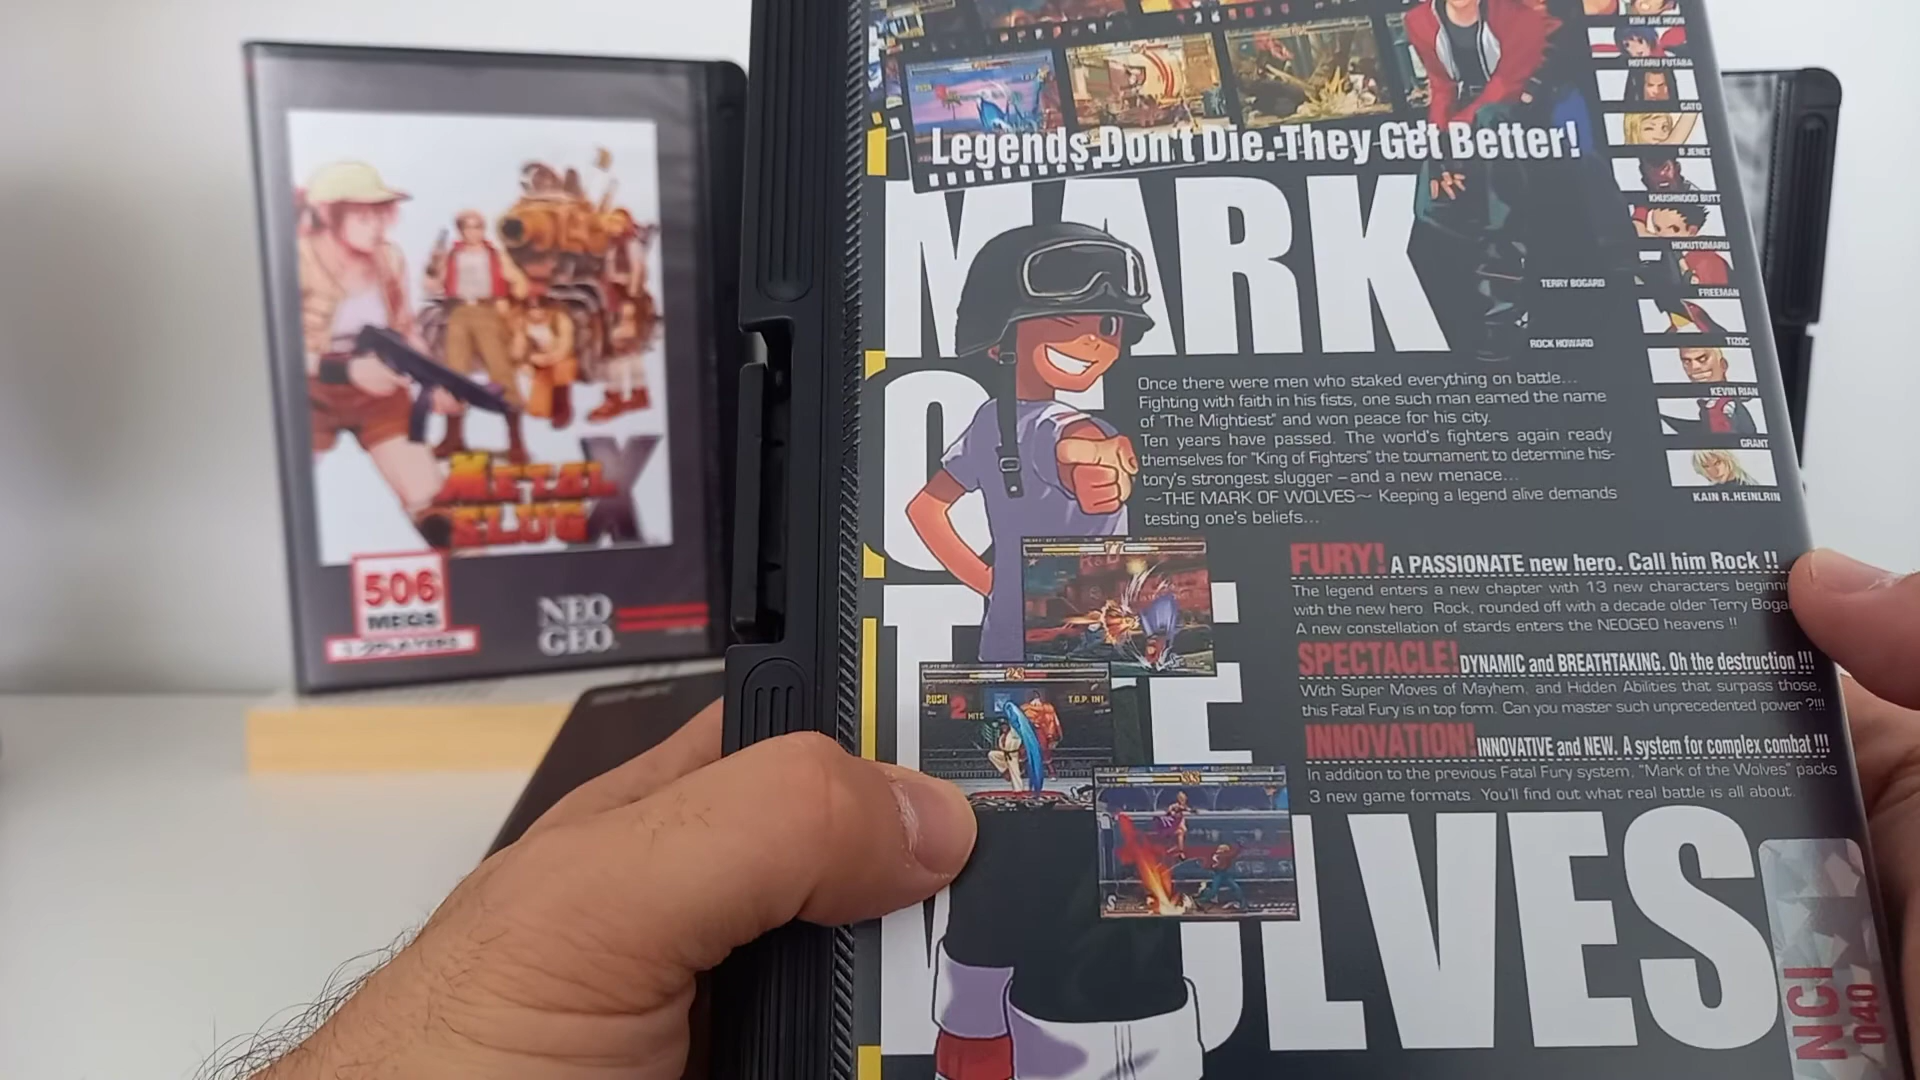 KIM JAE HOON
HOTARU FUTABA
GATO
B.JENET
KHUSHNOOD BUTT
HOKUTOMARU
FREEMAN
TIZOC
KEVIN RIAN
GRANT
KAIN R.HEINLRIN
Legends Don't Die. They Get Better!
MARK
OF
THE
WOLVES
TERRY BOGARD
ROCK HOWARD
Once there were men who staked everything on battle...
Fighting with faith in his fists, one such man earned the name
of "The Mightiest" and won peace for his city.
Ten years have passed. The world's fighters again ready
themselves for "King of Fighters" the tournament to determine his-
tory's strongest slugger –and a new menace...
~THE MARK OF WOLVES~ Keeping a legend alive demands
testing one's beliefs...
FURY! A PASSIONATE new hero. Call him Rock !!
The legend enters a new chapter with 13 new characters beginni
with the new hero Rock, rounded off with a decade older Terry Boga
A new constellation of stards enters the NEOGEO heavens !!
SPECTACLE! DYNAMIC and BREATHTAKING. Oh the destruction !!!
With Super Moves of Mayhem, and Hidden Abilities that surpass those,
this Fatal Fury is in top form. Can you master such unprecedented power ?!!!
INNOVATION! INNOVATIVE and NEW. A system for complex combat !!!
In addition to the previous Fatal Fury system, "Mark of the Wolves" packs
3 new game formats. You'll find out what real battle is all about.
RUSH
2 HITS
T.O.P. IN!
NCI
040
METAL
SLUG X
506
MEGS
NEO
GEO